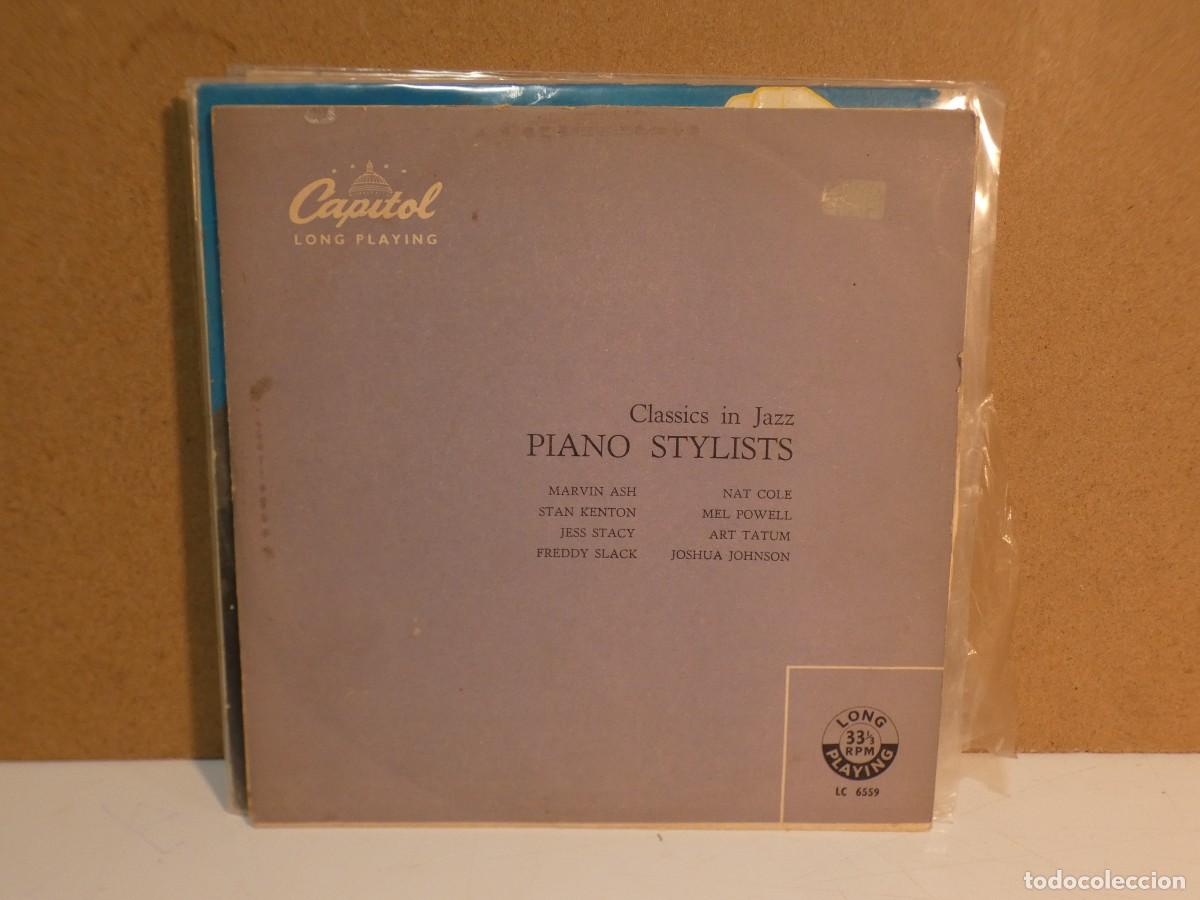 Capitol
LONG PLAYING
Classics in Jazz
PIANO STYLISTS
MARVIN ASH NAT COLE
STAN KENTON MEL POWELL
JESS STACY ART TATUM
FREDDY SLACK JOSHUA JOHNSON
LONG
33⅓
RPM
PLAYING
LC 6559
todocoleccion